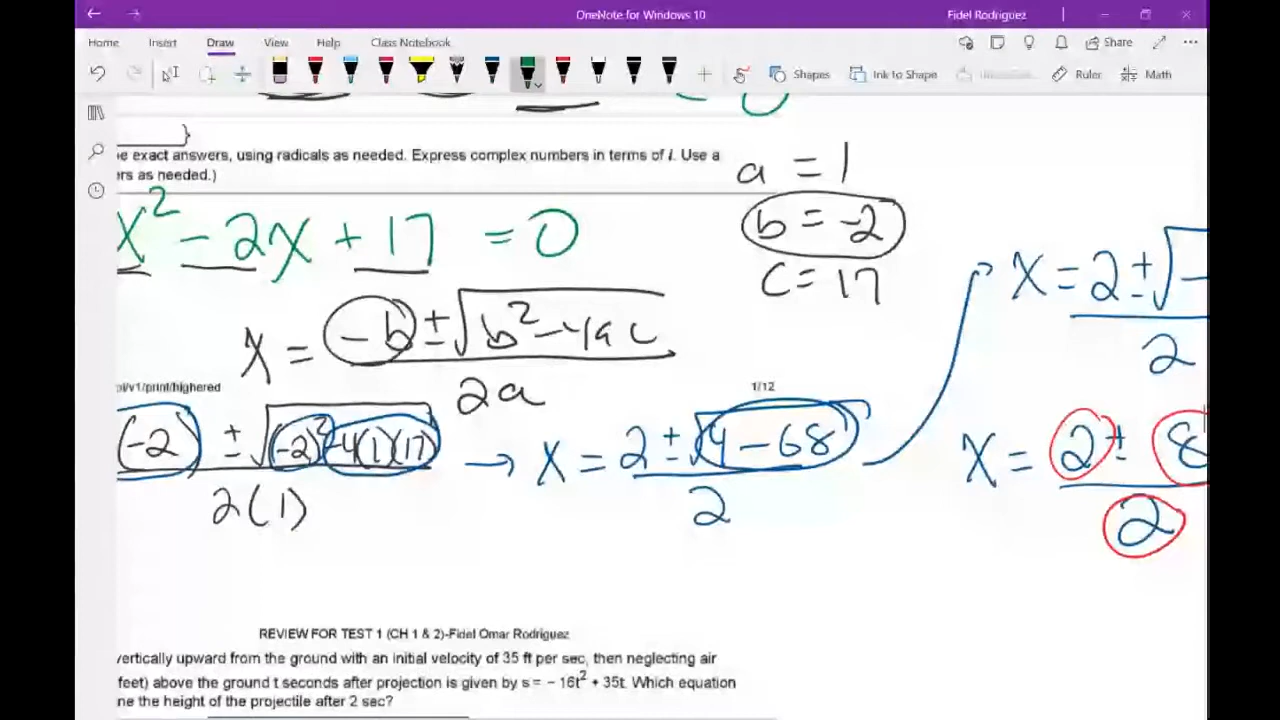 OneNote for Windows 10
Fidel Rodriguez
Home Insert Draw View Help Class Notebook
Share
Shapes Ink to Shape Ruler Math
}
e exact answers, using radicals as needed. Express complex numbers in terms of i. Use a
rs as needed.)
a = 1
b = -2
c = 17
x² - 2x + 17 = 0
x = -b ± √b² - 4ac
2a
x = 2 ± √-
2
pl/v1/print/highered
1/12
(-2) ± √(-2)² - 4(1)(17)
2(1)
→ x = 2 ± √4 - 68
2
x = 2 ± 8
2
REVIEW FOR TEST 1 (CH 1 & 2)-Fidel Omar Rodriguez
vertically upward from the ground with an initial velocity of 35 ft per sec, then neglecting air
feet) above the ground t seconds after projection is given by s = - 16t² + 35t. Which equation
ne the height of the projectile after 2 sec?